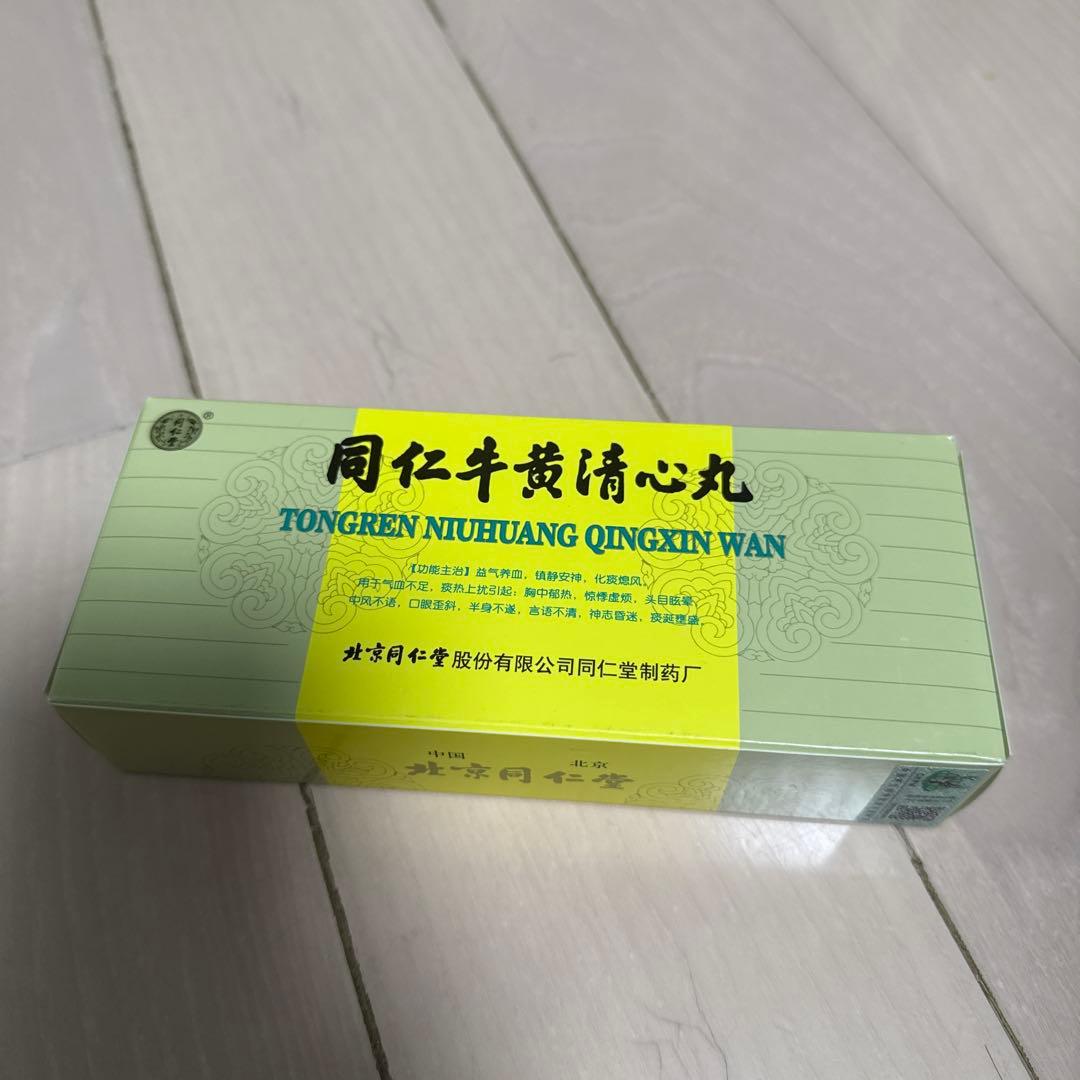 同仁堂
®
同仁牛黄清心丸
TONGREN NIUHUANG QINGXIN WAN
【功能主治】益气养血，镇静安神，化痰熄风。
用于气血不足，痰热上扰引起：胸中郁热，惊悸虚烦，头目眩晕，
中风不语，口眼歪斜，半身不遂，言语不清，神志昏迷，痰涎壅盛。
北京同仁堂股份有限公司同仁堂制药厂
中国 北京
北京同仁堂